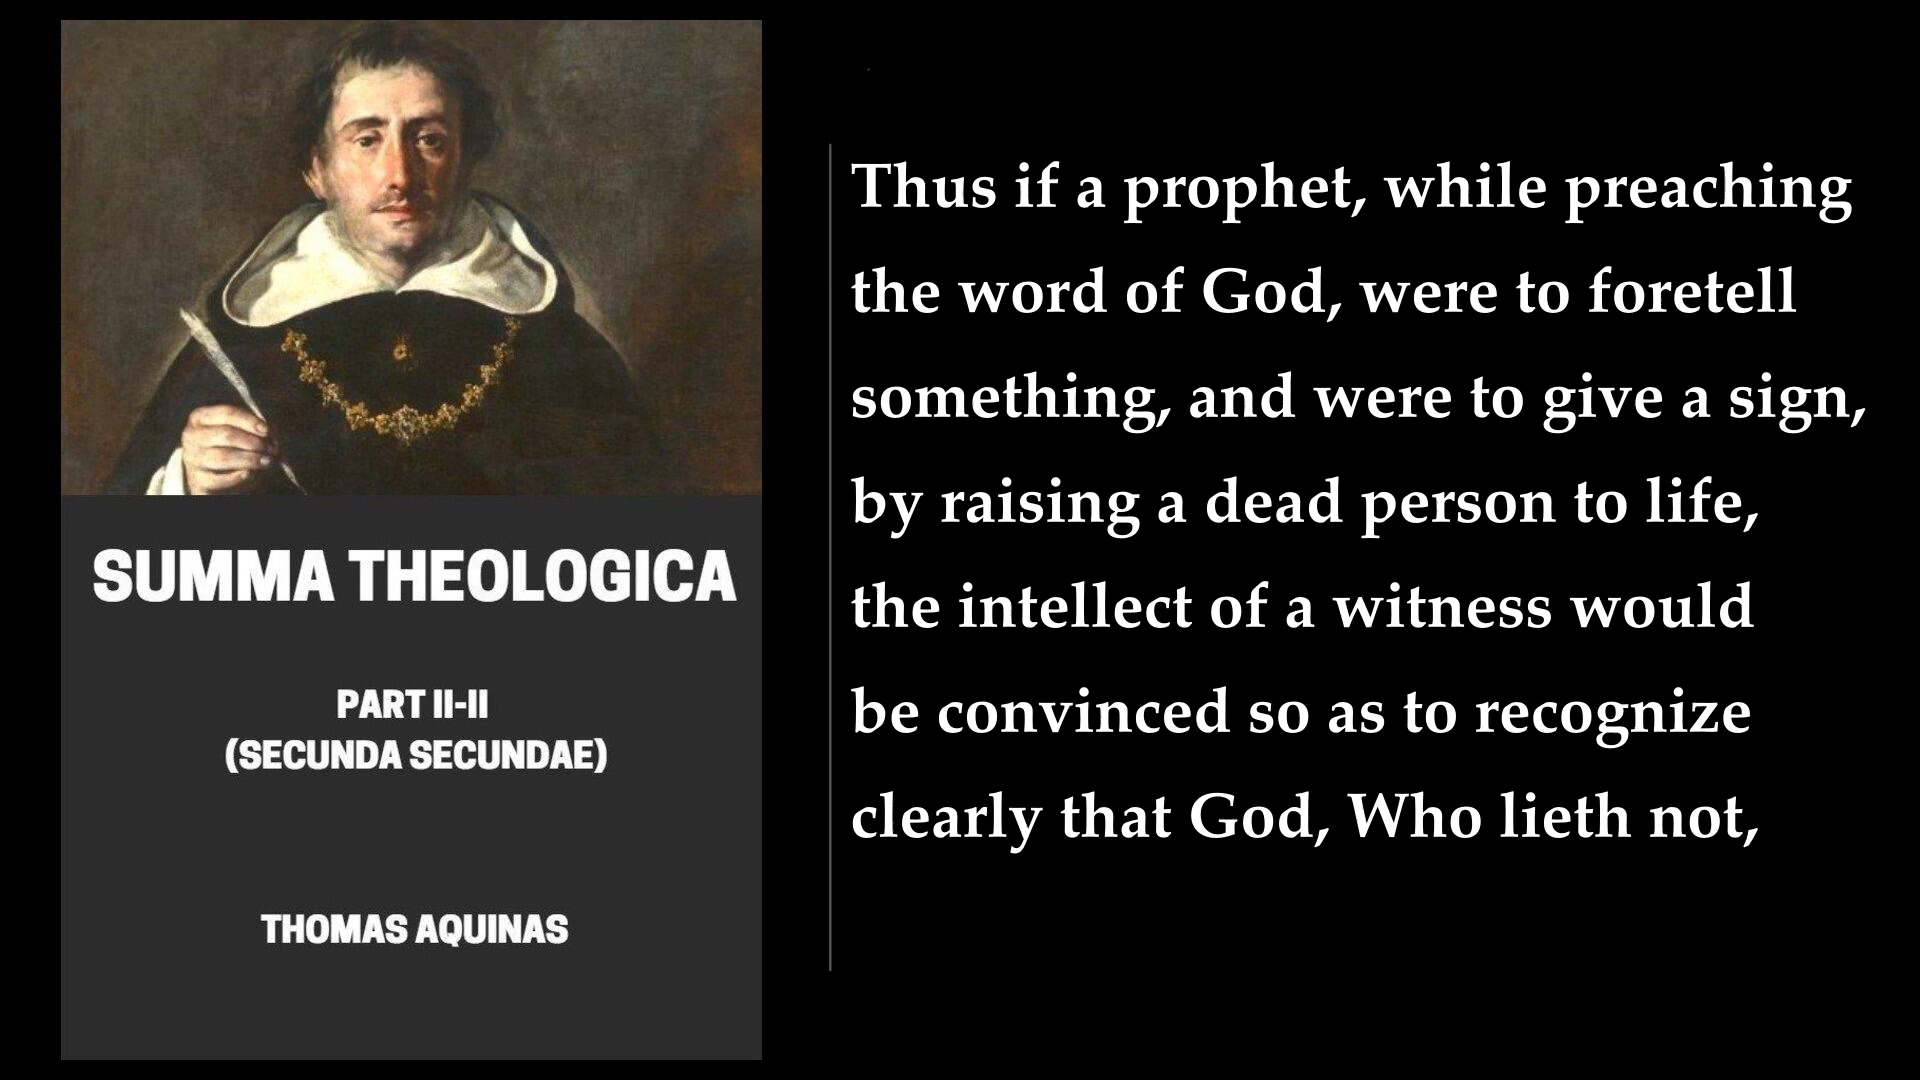 SUMMA THEOLOGICA
PART II-II
(SECUNDA SECUNDAE)
THOMAS AQUINAS
Thus if a prophet, while preaching
the word of God, were to foretell
something, and were to give a sign,
by raising a dead person to life,
the intellect of a witness would
be convinced so as to recognize
clearly that God, Who lieth not,